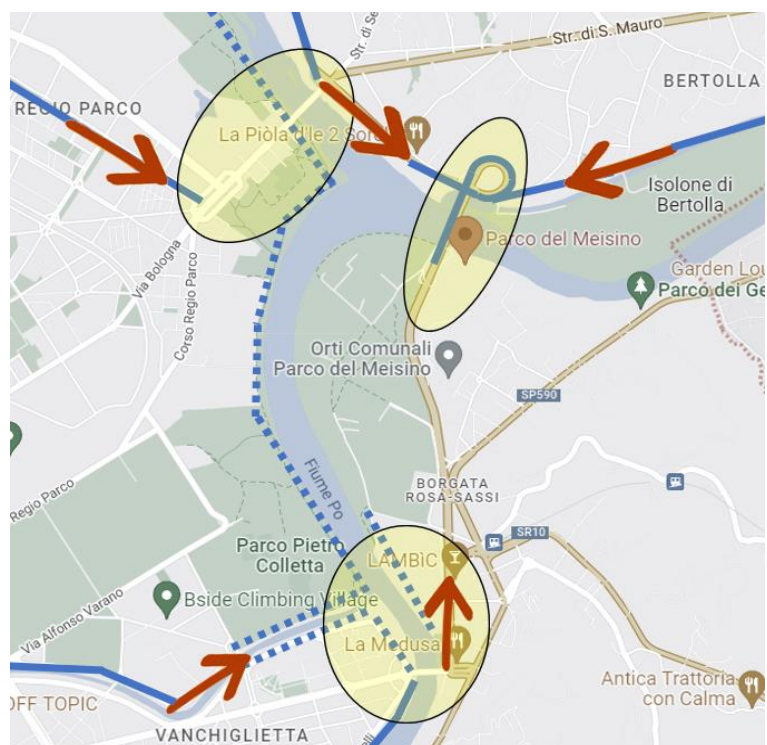 Str. di S. Mauro
Str. di Se
BERTOLLA
REGIO PARCO
La Piòla d'le 2 Sorel
Isolone di
Bertolla
Parco del Meisino
Garden Lou
Parco dei Ge
Via Bologna
Corso Regio Parco
Orti Comunali
Parco del Meisino
SP590
Fiume Po
BORGATA
ROSA-SASSI
Regio Parco
SR10
Parco Pietro
Colletta
LAMBìC
Bside Climbing Village
Via Alfonso Varano
La Medusa
Antica Trattoria
con Calma
OFF TOPIC
VANCHIGLIETTA
elli